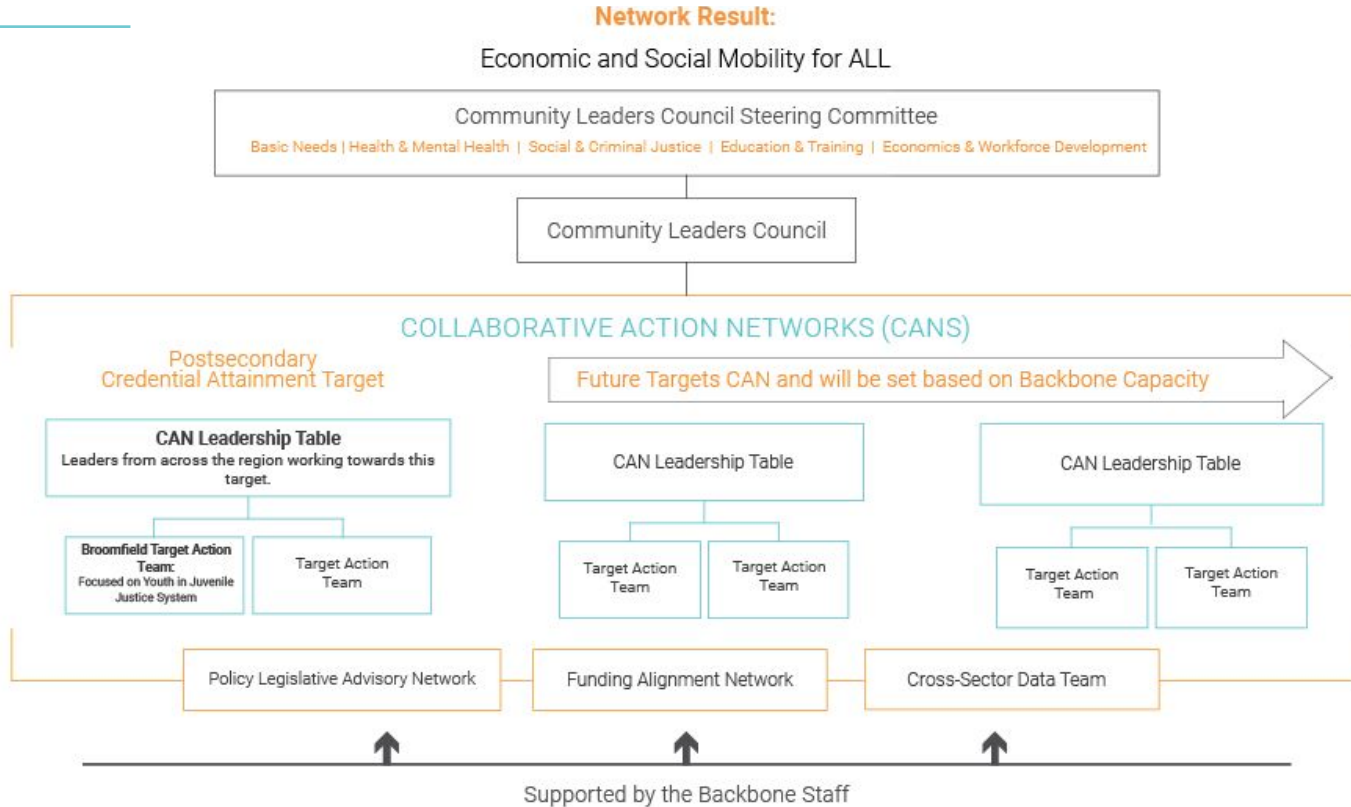 Network Result:
Economic and Social Mobility for ALL
Community Leaders Council Steering Committee
Basic Needs | Health & Mental Health | Social & Criminal Justice | Education & Training | Economics & Workforce Development
Community Leaders Council
COLLABORATIVE ACTION NETWORKS (CANS)
Postsecondary
Credential Attainment Target
Future Targets CAN and will be set based on Backbone Capacity
CAN Leadership Table
Leaders from across the region working towards this
target.
Broomfield Target Action
Team:
Focused on Youth in Juvenile
Justice System
Target Action
Team
CAN Leadership Table
Target Action
Team
Target Action
Team
CAN Leadership Table
Target Action
Team
Target Action
Team
Policy Legislative Advisory Network
Funding Alignment Network
Cross-Sector Data Team
Supported by the Backbone Staff